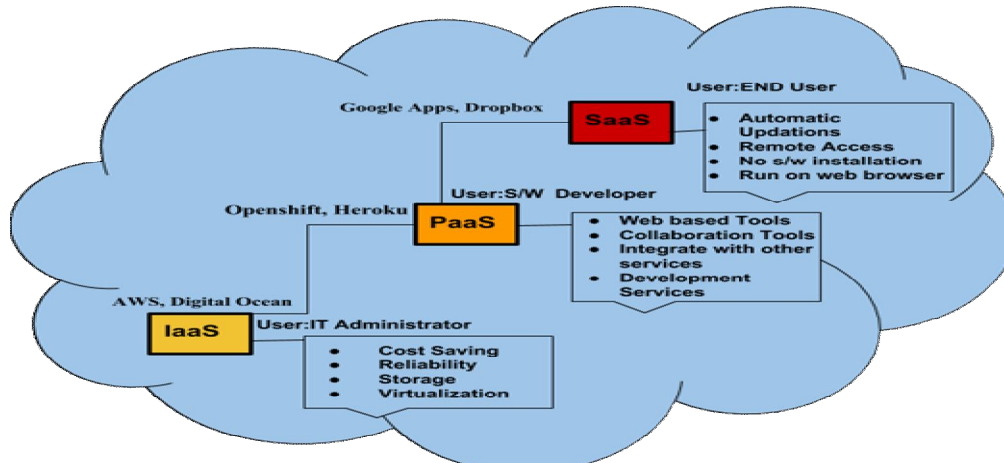 User:END User
Google Apps, Dropbox
SaaS
● Automatic
Updations
● Remote Access
● No s/w installation
● Run on web browser
User:S/W Developer
Openshift, Heroku
PaaS
● Web based Tools
● Collaboration Tools
● Integrate with other
services
● Development
Services
AWS, Digital Ocean
IaaS
User:IT Administrator
● Cost Saving
● Reliability
● Storage
● Virtualization